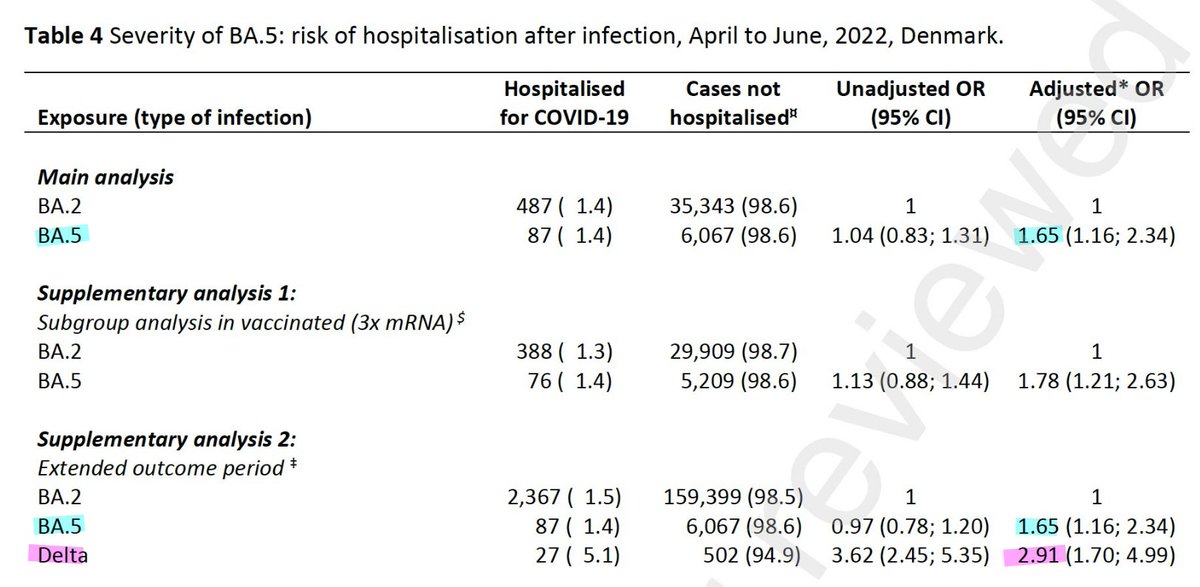 Table 4 Severity of BA.5: risk of hospitalisation after infection, April to June, 2022, Denmark.
Hospitalised Cases not Unadjusted OR Adjusted* OR
Exposure (type of infection) for COVID-19 hospitalised¤ (95% CI) (95% CI)
Main analysis
BA.2 487 ( 1.4) 35,343 (98.6) 1 1
BA.5 87 ( 1.4) 6,067 (98.6) 1.04 (0.83; 1.31) 1.65 (1.16; 2.34)
Supplementary analysis 1:
Subgroup analysis in vaccinated (3x mRNA) $
BA.2 388 ( 1.3) 29,909 (98.7) 1 1
BA.5 76 ( 1.4) 5,209 (98.6) 1.13 (0.88; 1.44) 1.78 (1.21; 2.63)
Supplementary analysis 2:
Extended outcome period ‡
BA.2 2,367 ( 1.5) 159,399 (98.5) 1 1
BA.5 87 ( 1.4) 6,067 (98.6) 0.97 (0.78; 1.20) 1.65 (1.16; 2.34)
Delta 27 ( 5.1) 502 (94.9) 3.62 (2.45; 5.35) 2.91 (1.70; 4.99)
reviewed